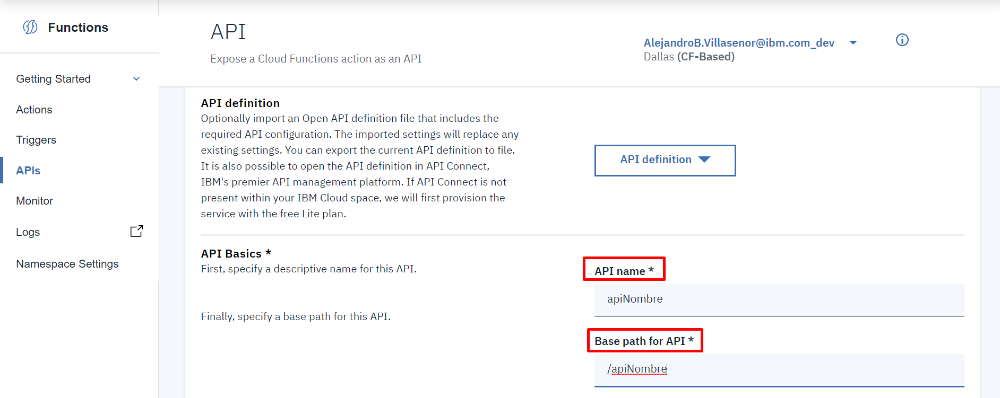 Functions
Getting Started
Actions
Triggers
APIs
Monitor
Logs
Namespace Settings
API
Expose a Cloud Functions action as an API
AlejandroB.Villasenor@ibm.com_dev
Dallas (CF-Based)
API definition
Optionally import an Open API definition file that includes the
required API configuration. The imported settings will replace any
existing settings. You can export the current API definition to file.
It is also possible to open the API definition in API Connect,
IBM's premier API management platform. If API Connect is not
present within your IBM Cloud space, we will first provision the
service with the free Lite plan.
API definition
API Basics *
First, specify a descriptive name for this API.
API name *
apiNombre
Finally, specify a base path for this API.
Base path for API *
/apiNombre